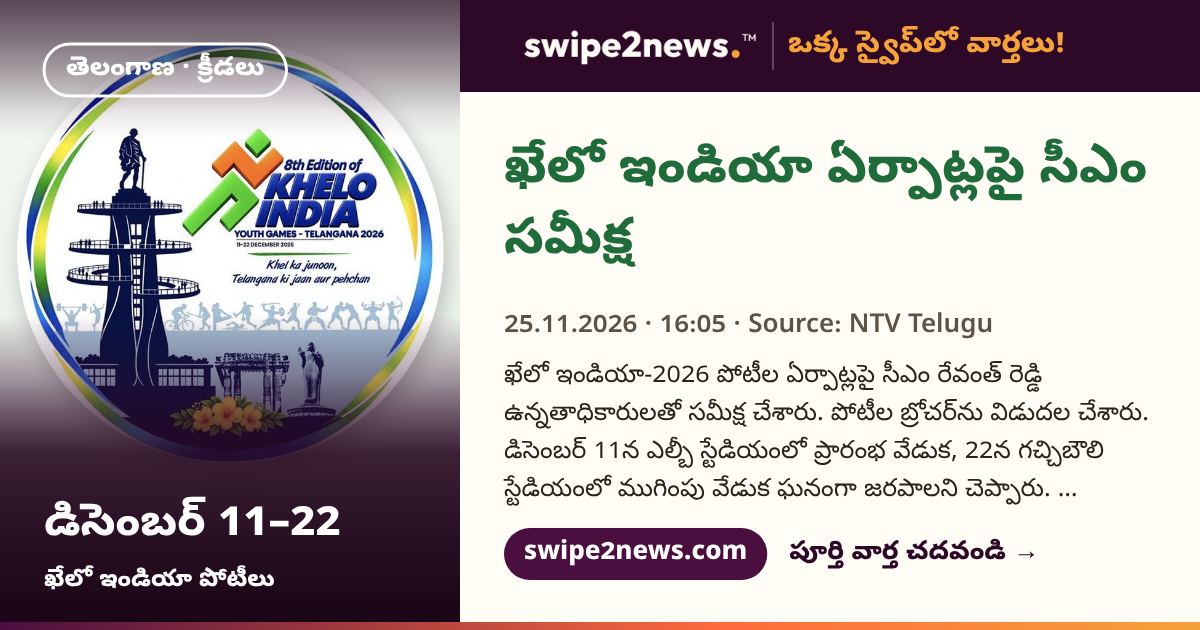 తెలంగాణ · క్రీడలు
8th Edition of
KHELO
INDIA
YOUTH GAMES - TELANGANA 2026
11-22 DECEMBER 2026
Khel ka junoon,
Telangana ki jaan aur pehchan
డిసెంబర్ 11–22
ఖేలో ఇండియా పోటీలు
swipe2news.™ ఒక్క స్వైప్‌లో వార్తలు!
ఖేలో ఇండియా ఏర్పాట్లపై సీఎం
సమీక్ష
25.11.2026 · 16:05 · Source: NTV Telugu
ఖేలో ఇండియా-2026 పోటీల ఏర్పాట్లపై సీఎం రేవంత్ రెడ్డి
ఉన్నతాధికారులతో సమీక్ష చేశారు. పోటీల బ్రోచర్‌ను విడుదల చేశారు.
డిసెంబర్ 11న ఎల్బీ స్టేడియంలో ప్రారంభ వేడుక, 22న గచ్చిబౌలి
స్టేడియంలో ముగింపు వేడుక ఘనంగా జరపాలని చెప్పారు. ...
swipe2news.com పూర్తి వార్త చదవండి →